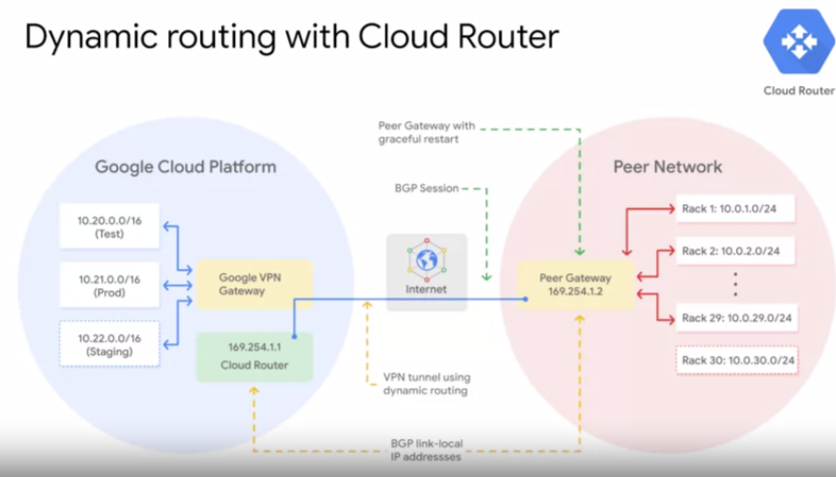 Dynamic routing with Cloud Router
Cloud Router
Peer Gateway with
graceful restart
Google Cloud Platform
Peer Network
BGP Session
10.20.0.0/16
(Test)
10.21.0.0/16
(Prod)
10.22.0.0/16
(Staging)
Google VPN
Gateway
169.254.1.1
Cloud Router
Internet
Peer Gateway
169.254.1.2
Rack 1: 10.0.1.0/24
Rack 2: 10.0.2.0/24
Rack 29: 10.0.29.0/24
Rack 30: 10.0.30.0/24
VPN tunnel using
dynamic routing
BGP link-local
IP addressses